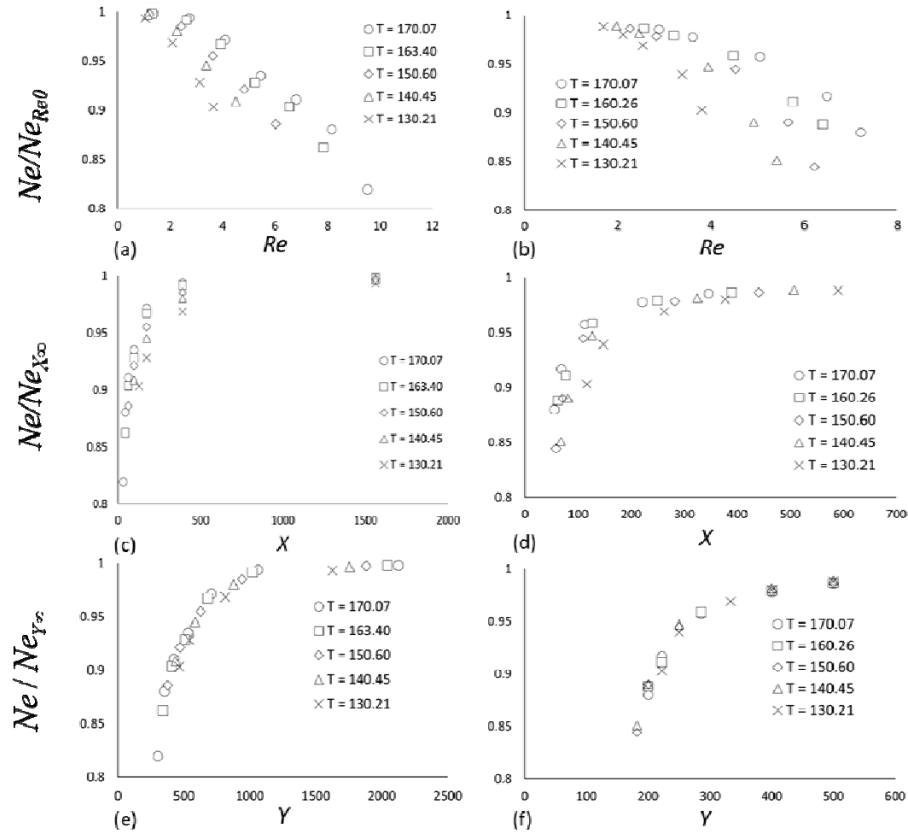 Ne/Ne_{Re0}
1
0.95
0.9
0.85
0.8
0 2 4 6 8 10 12
(a) Re
T = 170.07
T = 163.40
T = 150.60
T = 140.45
T = 130.21
1
0.95
0.9
0.85
0.8
0 2 4 6 8
(b) Re
T = 170.07
T = 160.26
T = 150.60
T = 140.45
T = 130.21
Ne/Ne_{X∞}
1
0.95
0.9
0.85
0.8
0 500 1000 1500 2000
(c) X
T = 170.07
T = 163.40
T = 150.60
T = 140.45
T = 130.21
1
0.95
0.9
0.85
0.8
0 100 200 300 400 500 600 700
(d) X
T = 170.07
T = 160.26
T = 150.60
T = 140.45
T = 130.21
Ne / Ne_{Y∞}
1
0.95
0.9
0.85
0.8
0 500 1000 1500 2000 2500
(e) Y
T = 170.07
T = 163.40
T = 150.60
T = 140.45
T = 130.21
1
0.95
0.9
0.85
0.8
0 100 200 300 400 500 600
(f) Y
T = 170.07
T = 160.26
T = 150.60
T = 140.45
T = 130.21